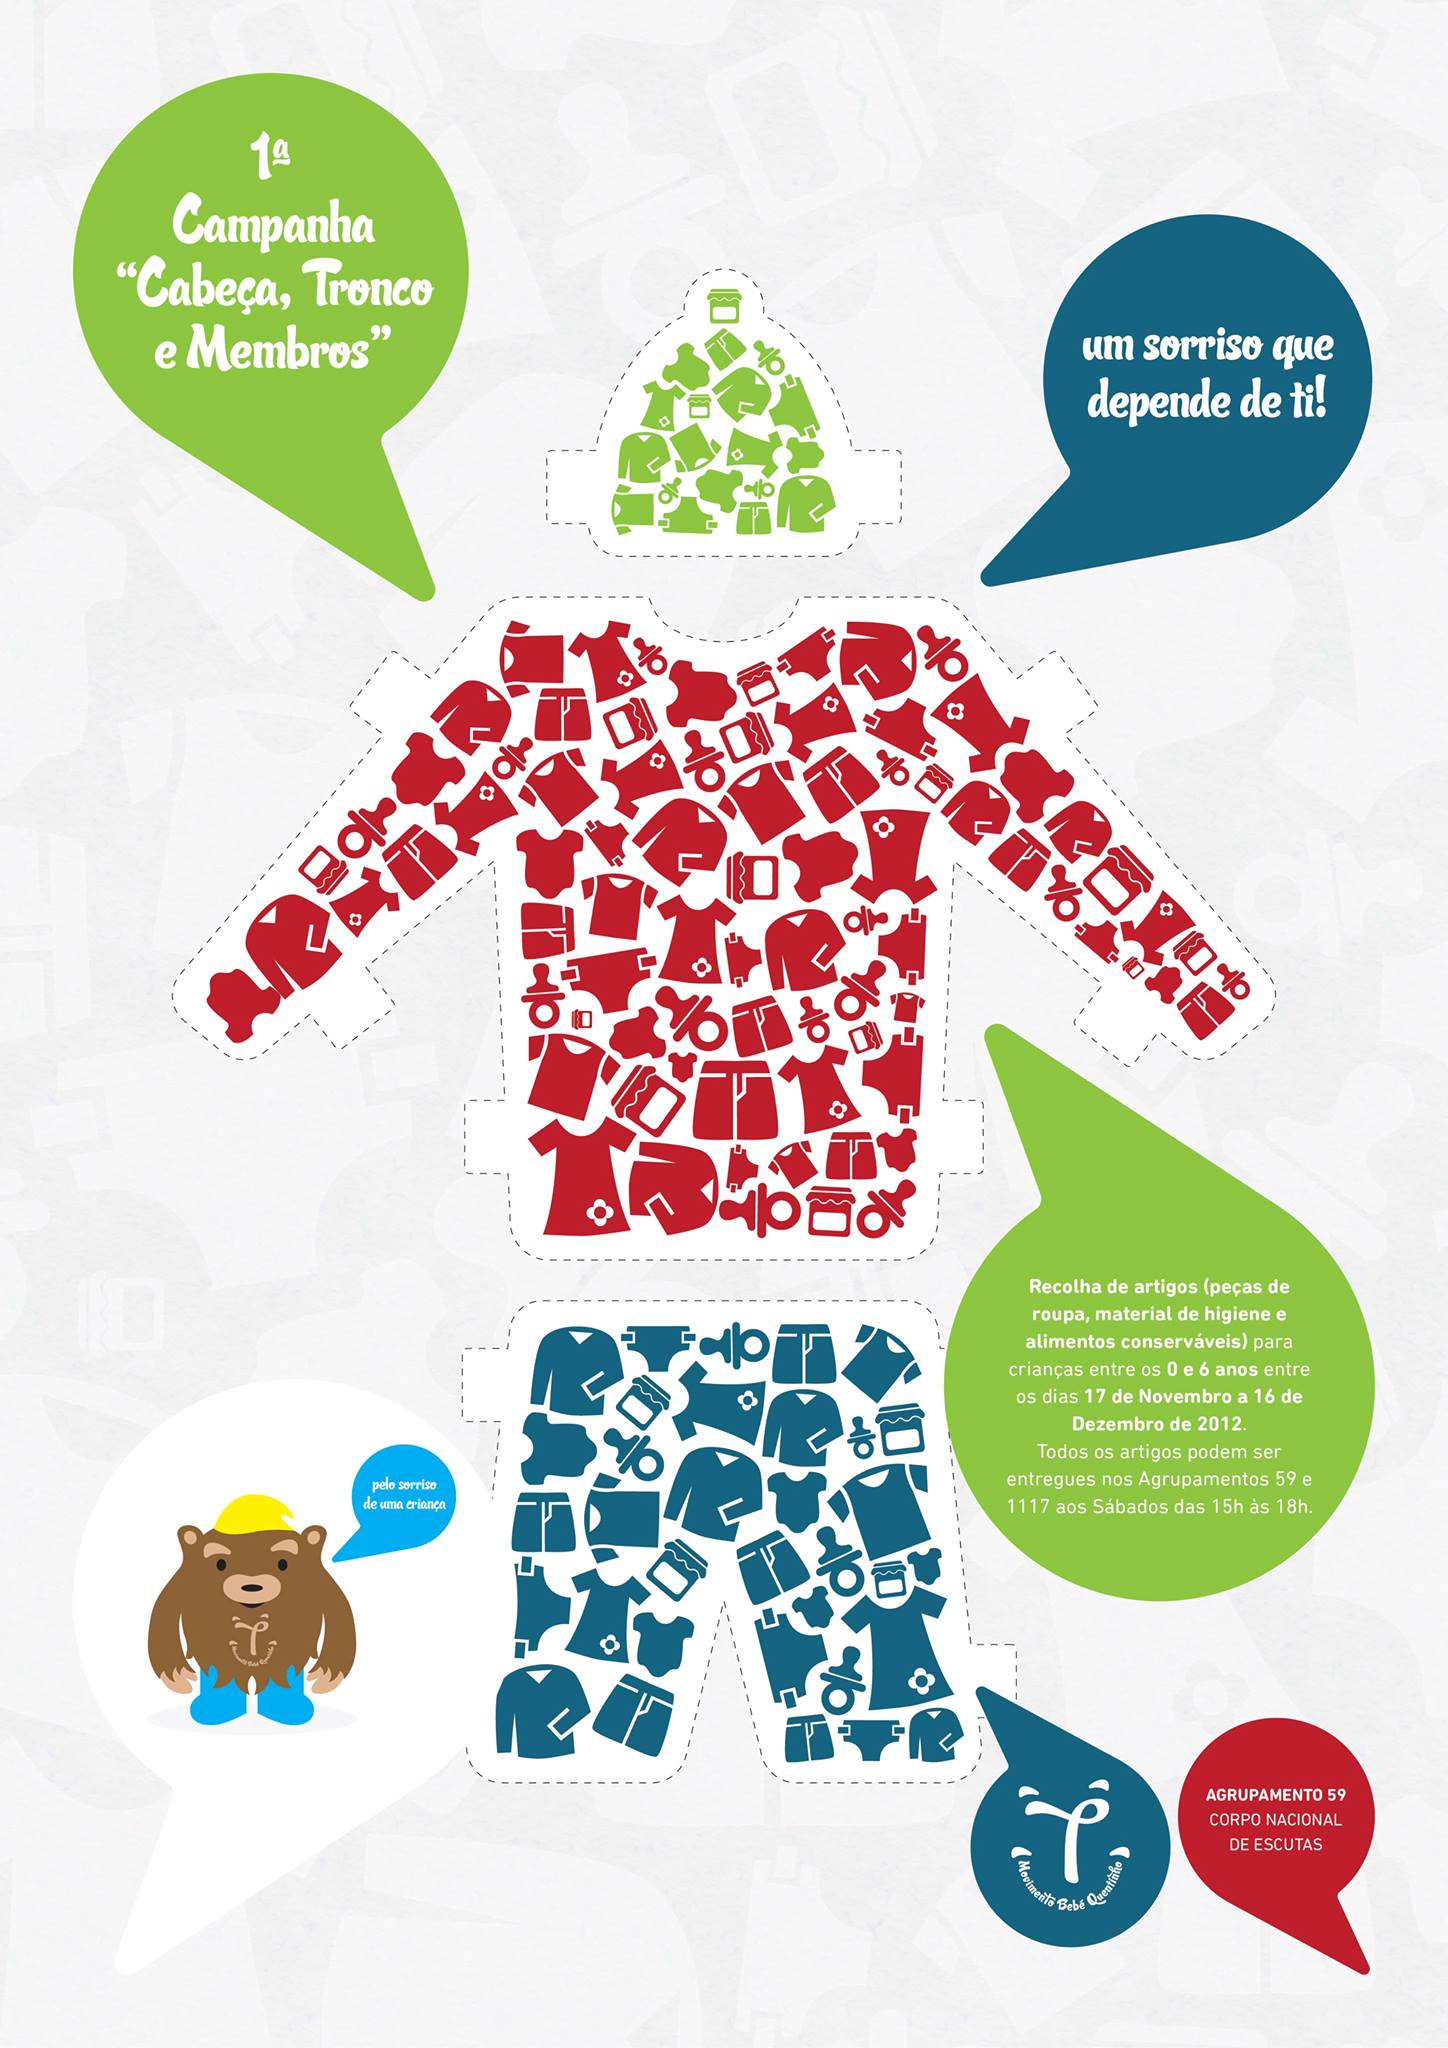 1ª
Campanha
“Cabeça, Tronco
e Membros”
um sorriso que
depende de ti!
Recolha de artigos (peças de
roupa, material de higiene e
alimentos conserváveis) para
crianças entre os 0 e 6 anos entre
os dias 17 de Novembro a 16 de
Dezembro de 2012.
Todos os artigos podem ser
entregues nos Agrupamentos 59 e
1117 aos Sábados das 15h às 18h.
pelo sorriso
de uma criança
Movimento Bebé Quentinho
Movimento Bebé Quentinho
AGRUPAMENTO 59
CORPO NACIONAL
DE ESCUTAS